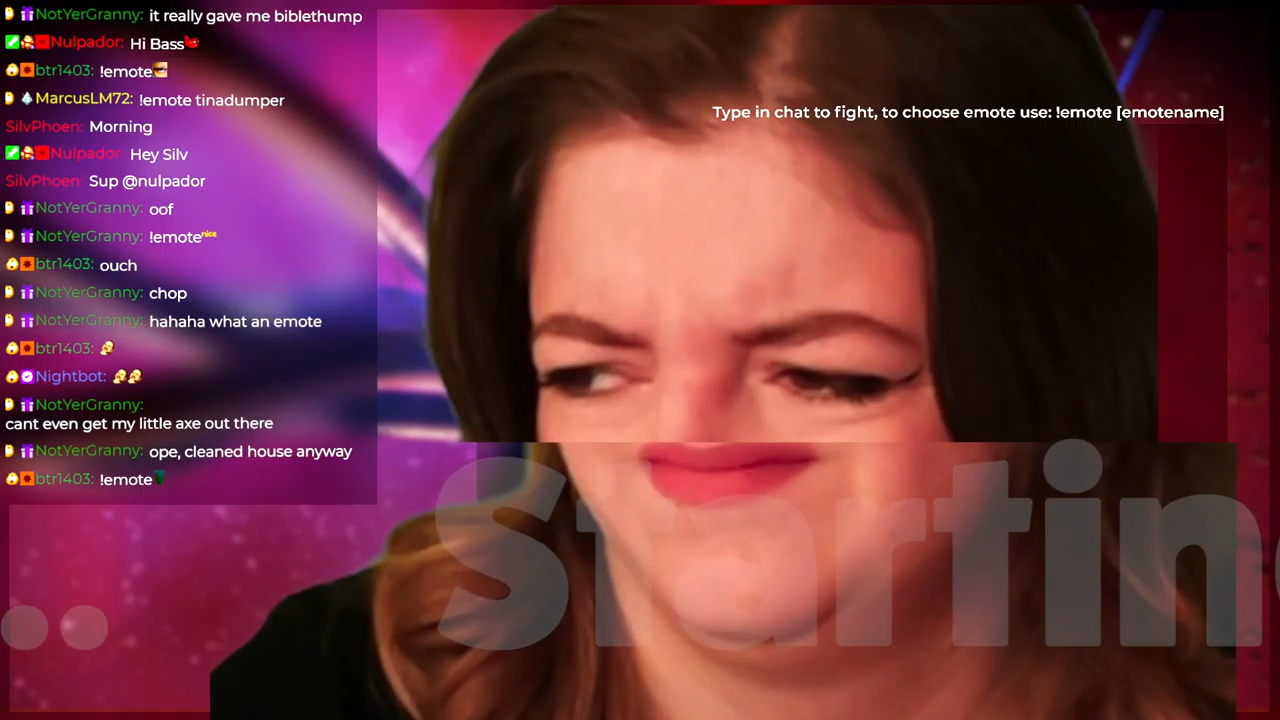 NotYerGranny: it really gave me biblethump
Nulpador: Hi Bass
btr1403: !emote
MarcusLM72: !emote tinadumper
SilvPhoen: Morning
Nulpador: Hey Silv
SilvPhoen: Sup @nulpador
NotYerGranny: oof
NotYerGranny: !emote nice
btr1403: ouch
NotYerGranny: chop
NotYerGranny: hahaha what an emote
btr1403:
Nightbot:
NotYerGranny:
cant even get my little axe out there
NotYerGranny: ope, cleaned house anyway
btr1403: !emote
Type in chat to fight, to choose emote use: !emote [emotename]
..
Startin